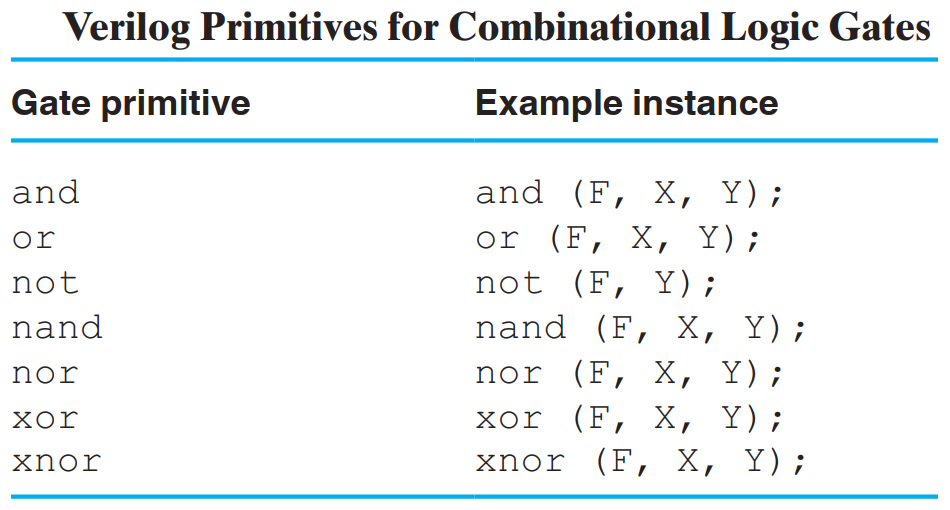 Verilog Primitives for Combinational Logic Gates
Gate primitive Example instance
and and (F, X, Y);
or or (F, X, Y);
not not (F, Y);
nand nand (F, X, Y);
nor nor (F, X, Y);
xor xor (F, X, Y);
xnor xnor (F, X, Y);